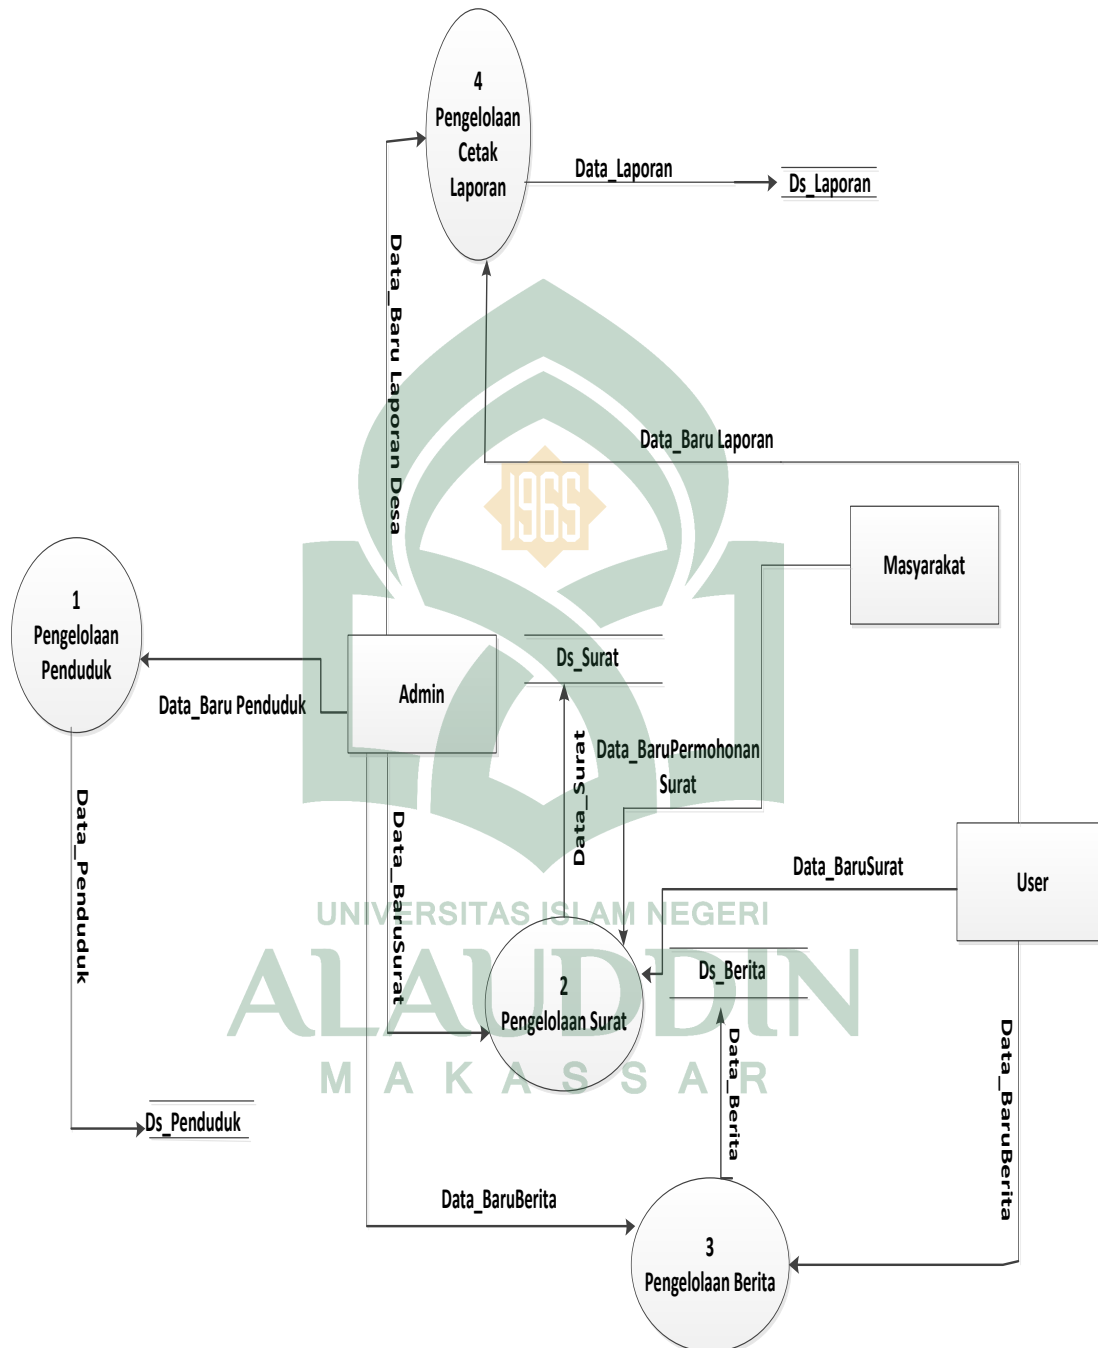 4
Pengelolaan
Cetak
Laporan
Data_Laporan
Ds_Laporan
Data_Baru Laporan Desa
Data_Baru Laporan
1965
Masyarakat
1
Pengelolaan
Penduduk
Data_Baru Penduduk
Admin
Ds_Surat
Data_Surat
Data_BaruPermohonan
Surat
Data_Penduduk
Data_BaruSurat
Data_BaruSurat
User
UNIVERSITAS ISLAM NEGERI
ALAUDDIN
MAKASSAR
2
Pengelolaan Surat
Ds_Berita
Data_Berita
Data_BaruBerita
Ds_Penduduk
Data_BaruBerita
3
Pengelolaan Berita